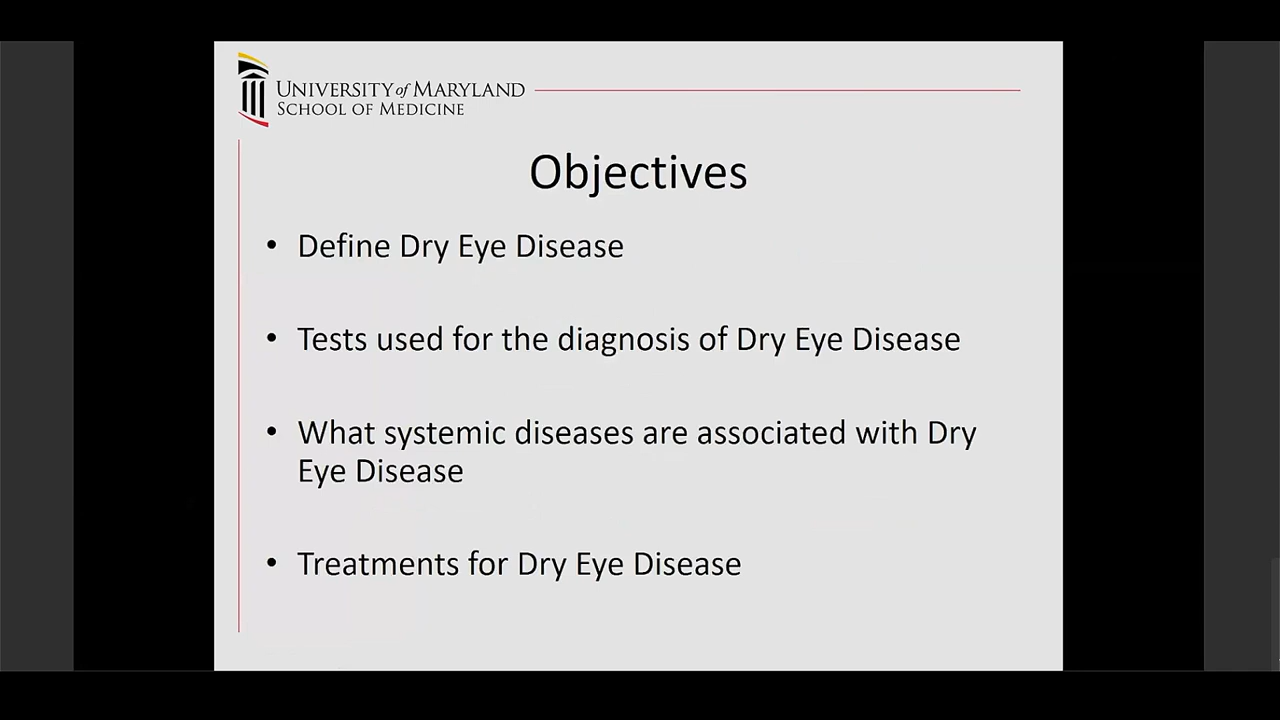 UNIVERSITY of MARYLAND
SCHOOL OF MEDICINE
Objectives
• Define Dry Eye Disease
• Tests used for the diagnosis of Dry Eye Disease
• What systemic diseases are associated with Dry
Eye Disease
• Treatments for Dry Eye Disease